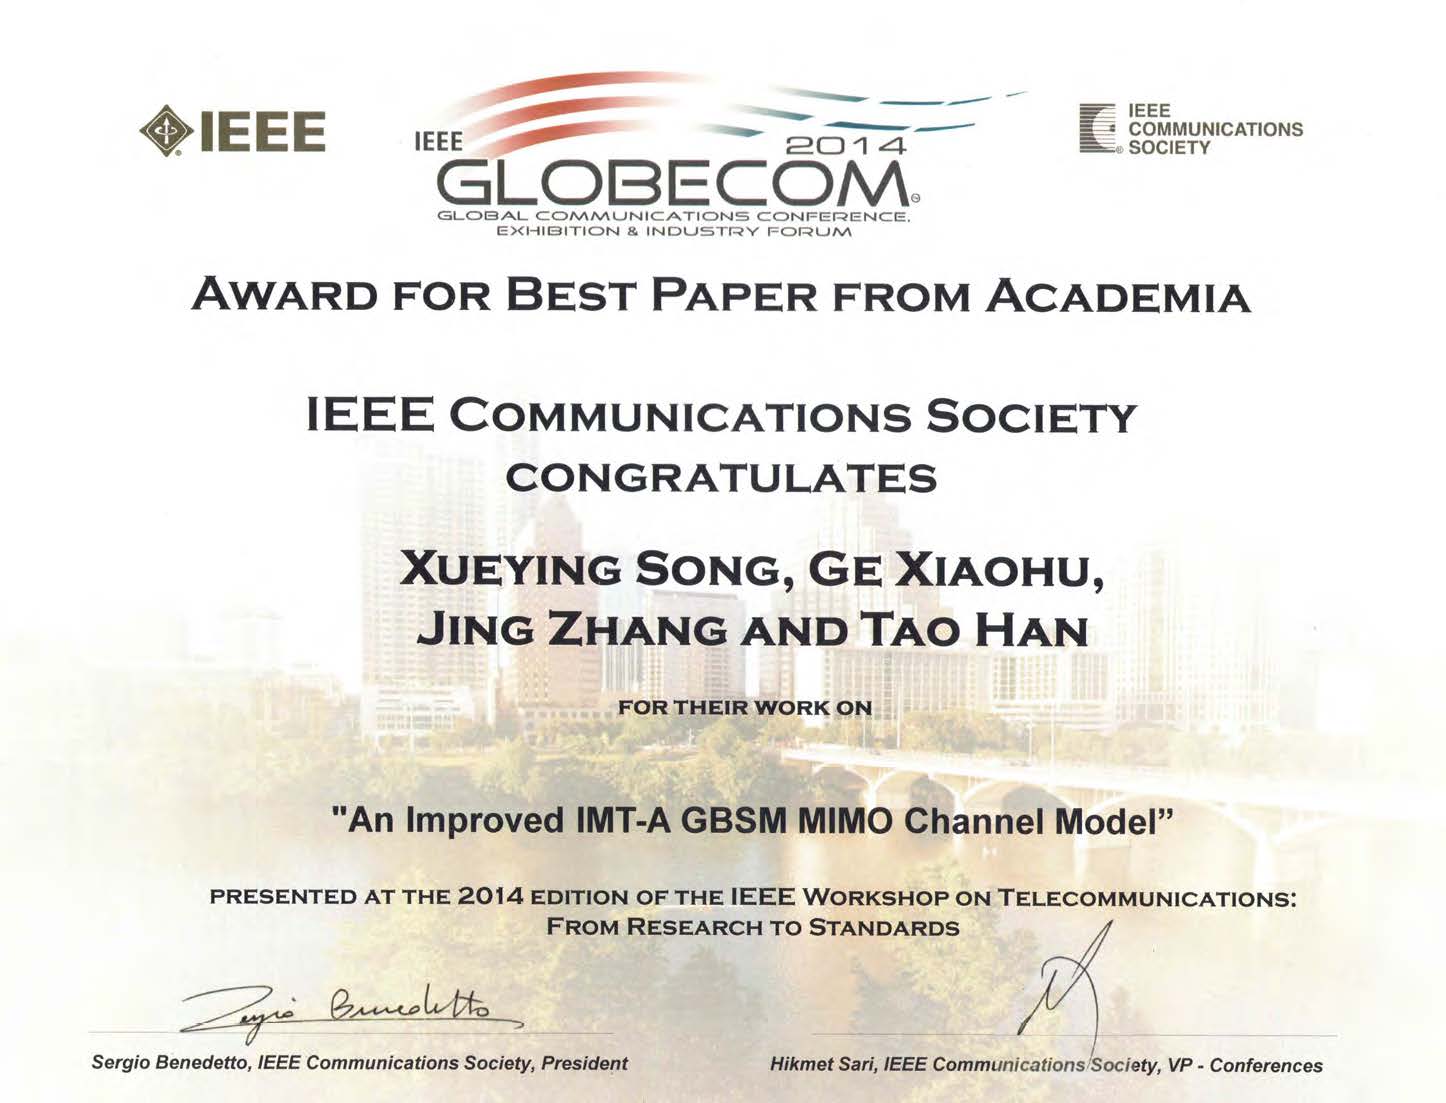 IEEE
IEEE
2014
GLOBECOM
GLOBAL COMMUNICATIONS CONFERENCE,
EXHIBITION & INDUSTRY FORUM
IEEE
COMMUNICATIONS
SOCIETY
AWARD FOR BEST PAPER FROM ACADEMIA
IEEE COMMUNICATIONS SOCIETY
CONGRATULATES
XUEYING SONG, GE XIAOHU,
JING ZHANG AND TAO HAN
FOR THEIR WORK ON
"An Improved IMT-A GBSM MIMO Channel Model”
PRESENTED AT THE 2014 EDITION OF THE IEEE WORKSHOP ON TELECOMMUNICATIONS:
FROM RESEARCH TO STANDARDS
Sergio Benedetto
Sergio Benedetto, IEEE Communications Society, President
Hikmet Sari, IEEE Communications Society, VP - Conferences